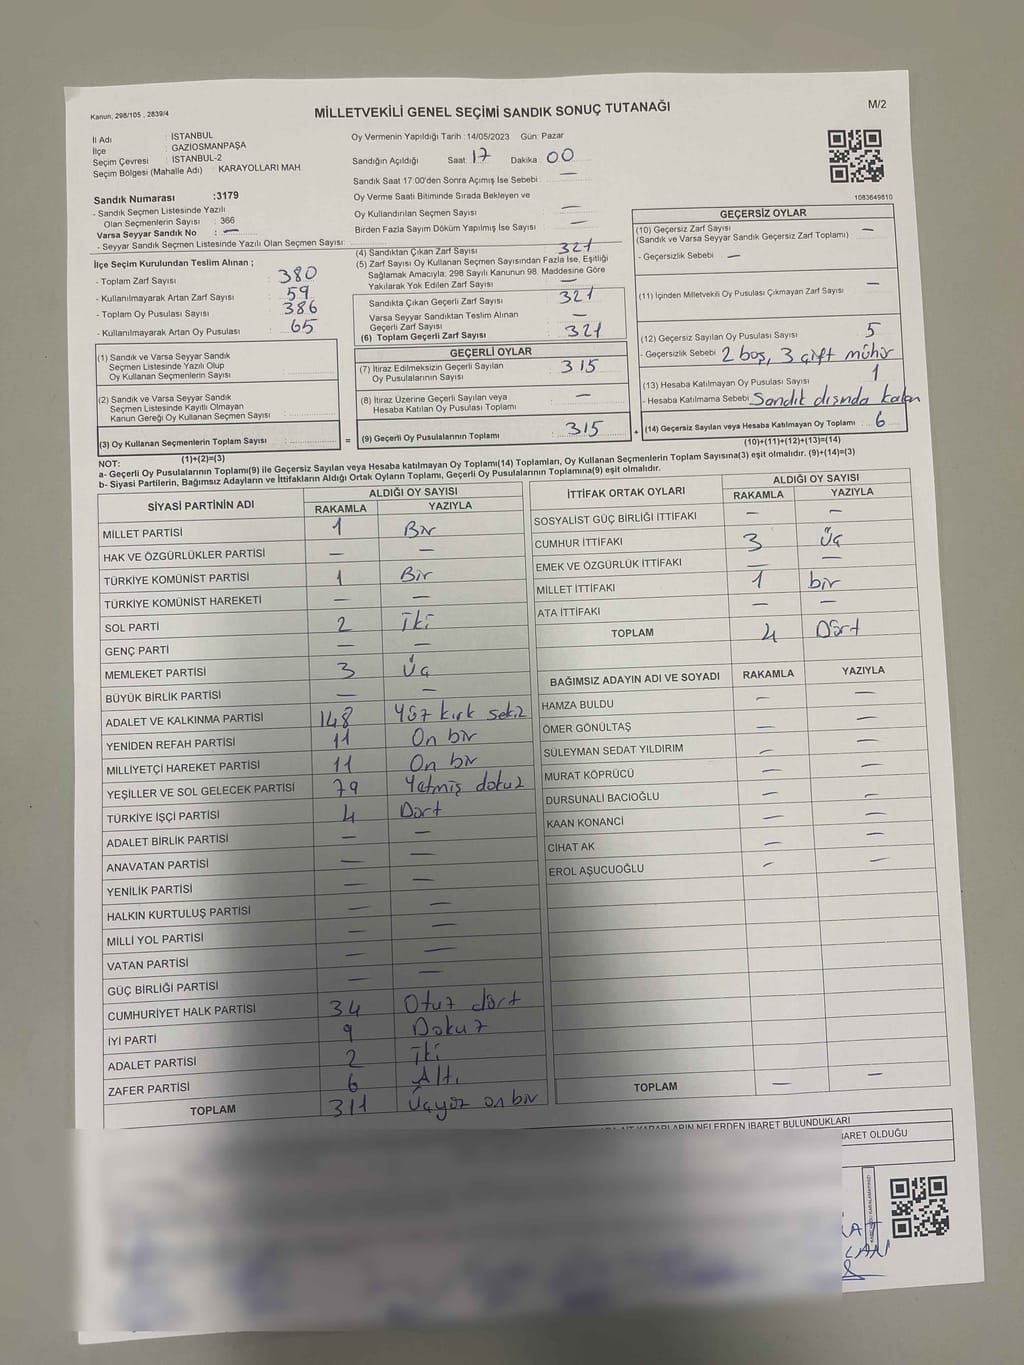 Kanun, 298/105 , 2839/4
MİLLETVEKİLİ GENEL SEÇİMİ SANDIK SONUÇ TUTANAĞI
M/2
İl Adı : İSTANBUL
İlçe : GAZİOSMANPAŞA
Seçim Çevresi : İSTANBUL-2
Seçim Bölgesi (Mahalle Adı) : KARAYOLLARI MAH.
Sandık Numarası :3179
- Sandık Seçmen Listesinde Yazılı
Olan Seçmenlerin Sayısı : 366
Varsa Seyyar Sandık No : —
- Seyyar Sandık Seçmen Listesinde Yazılı Olan Seçmen Sayısı:
İlçe Seçim Kurulundan Teslim Alınan ;
- Toplam Zarf Sayısı : 380
- Kullanılmayarak Artan Zarf Sayısı : 59
- Toplam Oy Pusulası Sayısı : 386
- Kullanılmayarak Artan Oy Pusulası : 65
(1) Sandık ve Varsa Seyyar Sandık
Seçmen Listesinde Yazılı Olup
Oy Kullanan Seçmenlerin Sayısı :
(2) Sandık ve Varsa Seyyar Sandık
Seçmen Listesinde Kayıtlı Olmayan
Kanun Gereği Oy Kullanan Seçmen Sayısı :
(3) Oy Kullanan Seçmenlerin Toplam Sayısı :
(1)+(2)=(3)
Oy Vermenin Yapıldığı Tarih : 14/05/2023 Gün: Pazar
Sandığın Açıldığı Saat: 17 Dakika: 00
Sandık Saat 17:00'den Sonra Açılmış İse Sebebi: —
Oy Verme Saati Bitiminde Sırada Bekleyen ve
Oy Kullandırılan Seçmen Sayısı : —
Birden Fazla Sayım Döküm Yapılmış İse Sayısı : —
(4) Sandıktan Çıkan Zarf Sayısı : 321
(5) Zarf Sayısı Oy Kullanan Seçmen Sayısından Fazla İse, Eşitliği
Sağlamak Amacıyla; 298 Sayılı Kanunun 98. Maddesine Göre
Yakılarak Yok Edilen Zarf Sayısı : —
Sandıkta Çıkan Geçerli Zarf Sayısı : 321
Varsa Seyyar Sandıktan Teslim Alınan
Geçerli Zarf Sayısı : —
(6) Toplam Geçerli Zarf Sayısı : 321
GEÇERLİ OYLAR
(7) İtiraz Edilmeksizin Geçerli Sayılan
Oy Pusulalarının Sayısı : 315
(8) İtiraz Üzerine Geçerli Sayılan veya
Hesaba Katılan Oy Pusulası Toplamı : —
= (9) Geçerli Oy Pusulalarının Toplamı : 315 +
1083649810
GEÇERSİZ OYLAR
(10) Geçersiz Zarf Sayısı : —
(Sandık ve Varsa Seyyar Sandık Geçersiz Zarf Toplamı)
- Geçersizlik Sebebi : —
(11) İçinden Milletvekili Oy Pusulası Çıkmayan Zarf Sayısı : —
(12) Geçersiz Sayılan Oy Pusulası Sayısı : 5
- Geçersizlik Sebebi : 2 boş, 3 çift mühür
(13) Hesaba Katılmayan Oy Pusulası Sayısı : 1
- Hesaba Katılmama Sebebi : Sandık dışında kalan
(14) Geçersiz Sayılan veya Hesaba Katılmayan Oy Toplamı : 6
(10)+(11)+(12)+(13)=(14)
NOT:
a- Geçerli Oy Pusulalarının Toplamı(9) ile Geçersiz Sayılan veya Hesaba katılmayan Oy Toplamı(14) Toplamları, Oy Kullanan Seçmenlerin Toplam Sayısına(3) eşit olmalıdır. (9)+(14)=(3)
b- Siyasi Partilerin, Bağımsız Adayların ve İttifakların Aldığı Ortak Oyların Toplamı, Geçerli Oy Pusulalarının Toplamına(9) eşit olmalıdır.
SİYASİ PARTİNİN ADI ALDIĞI OY SAYISI
RAKAMLA YAZIYLA
MİLLET PARTİSİ 1 Bir
HAK VE ÖZGÜRLÜKLER PARTİSİ — —
TÜRKİYE KOMÜNİST PARTİSİ 1 Bir
TÜRKİYE KOMÜNİST HAREKETİ — —
SOL PARTİ 2 İki
GENÇ PARTİ — —
MEMLEKET PARTİSİ 3 Üç
BÜYÜK BİRLİK PARTİSİ — —
ADALET VE KALKINMA PARTİSİ 148 Yüz kırk sekiz
YENİDEN REFAH PARTİSİ 11 On bir
MİLLİYETÇİ HAREKET PARTİSİ 11 On bir
YEŞİLLER VE SOL GELECEK PARTİSİ 79 Yetmiş dokuz
TÜRKİYE İŞÇİ PARTİSİ 4 Dört
ADALET BİRLİK PARTİSİ — —
ANAVATAN PARTİSİ — —
YENİLİK PARTİSİ — —
HALKIN KURTULUŞ PARTİSİ — —
MİLLİ YOL PARTİSİ — —
VATAN PARTİSİ — —
GÜÇ BİRLİĞİ PARTİSİ — —
CUMHURİYET HALK PARTİSİ 34 Otuz dört
İYİ PARTİ 9 Dokuz
ADALET PARTİSİ 2 İki
ZAFER PARTİSİ 6 Altı
TOPLAM 311 Üçyüz on bir
İTTİFAK ORTAK OYLARI ALDIĞI OY SAYISI
RAKAMLA YAZIYLA
SOSYALİST GÜÇ BİRLİĞİ İTTİFAKI — —
CUMHUR İTTİFAKI 3 Üç
EMEK VE ÖZGÜRLÜK İTTİFAKI — —
MİLLET İTTİFAKI 1 bir
ATA İTTİFAKI — —
TOPLAM 4 Dört
BAĞIMSIZ ADAYIN ADI VE SOYADI RAKAMLA YAZIYLA
HAMZA BULDU — —
ÖMER GÖNÜLTAŞ — —
SÜLEYMAN SEDAT YILDIRIM — —
MURAT KÖPRÜCÜ — —
DURSUNALİ BACIOĞLU — —
KAAN KONANCİ — —
CİHAT AK — —
EROL AŞUCUOĞLU — —
TOPLAM — —
KARARLARIN NELERDEN İBARET BULUNDUKLARI
İBARET OLDUĞU